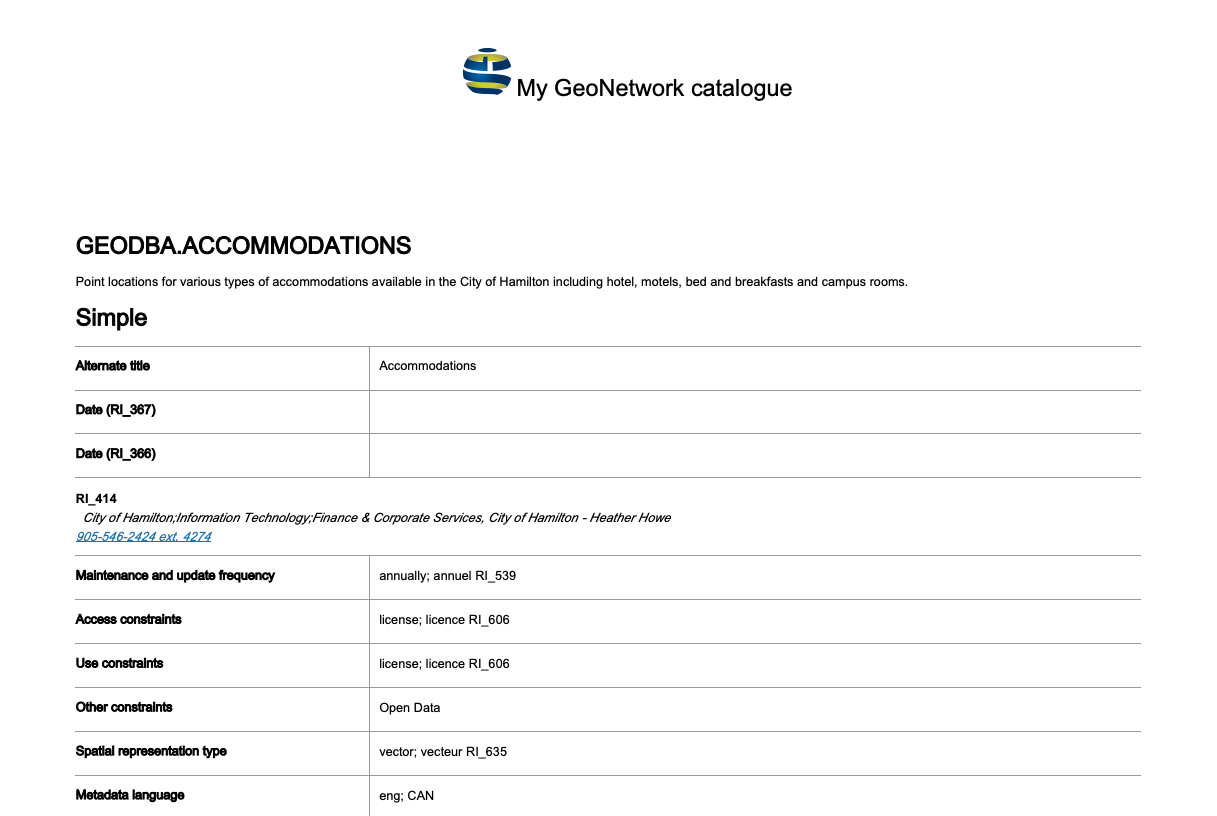 My GeoNetwork catalogue
GEODBA.ACCOMMODATIONS
Point locations for various types of accommodations available in the City of Hamilton including hotel, motels, bed and breakfasts and campus rooms.
Simple
Alternate title Accommodations
Date (RI_367)
Date (RI_366)
RI_414
City of Hamilton;Information Technology;Finance & Corporate Services, City of Hamilton - Heather Howe
905-546-2424 ext. 4274
Maintenance and update frequency annually; annuel RI_539
Access constraints license; licence RI_606
Use constraints license; licence RI_606
Other constraints Open Data
Spatial representation type vector; vecteur RI_635
Metadata language eng; CAN